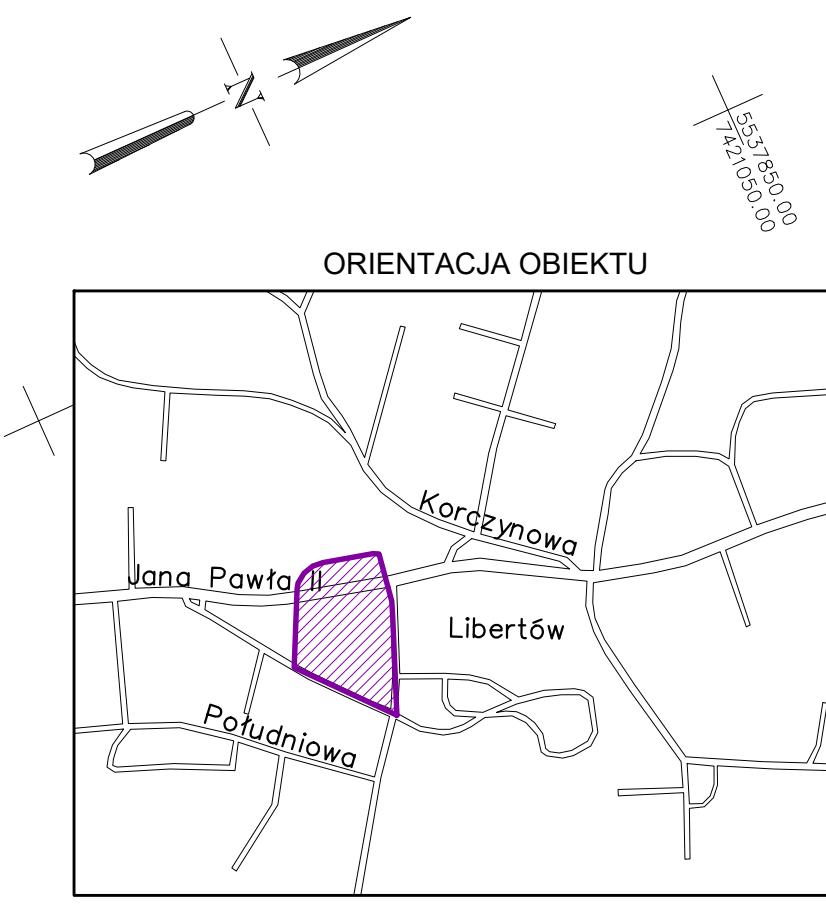 N
5537850.00
7421050.00
ORIENTACJA OBIEKTU
Korczynowa
Jana Pawła II
Libertów
Południowa